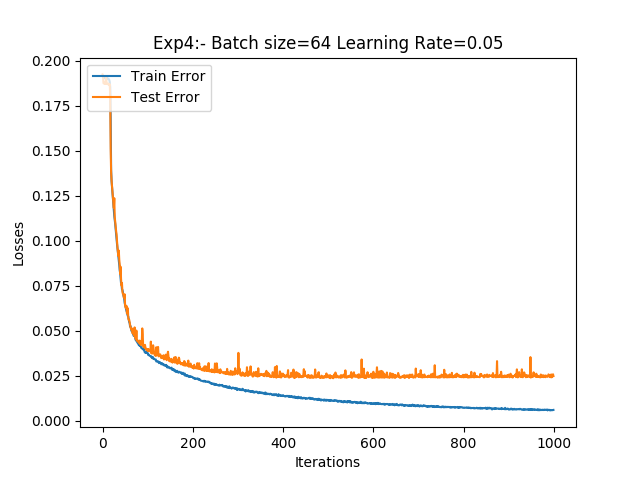 Exp4:- Batch size=64 Learning Rate=0.05
Train Error
Test Error
0.200
0.175
0.150
0.125
0.100
0.075
0.050
0.025
0.000
Losses
0 200 400 600 800 1000
Iterations